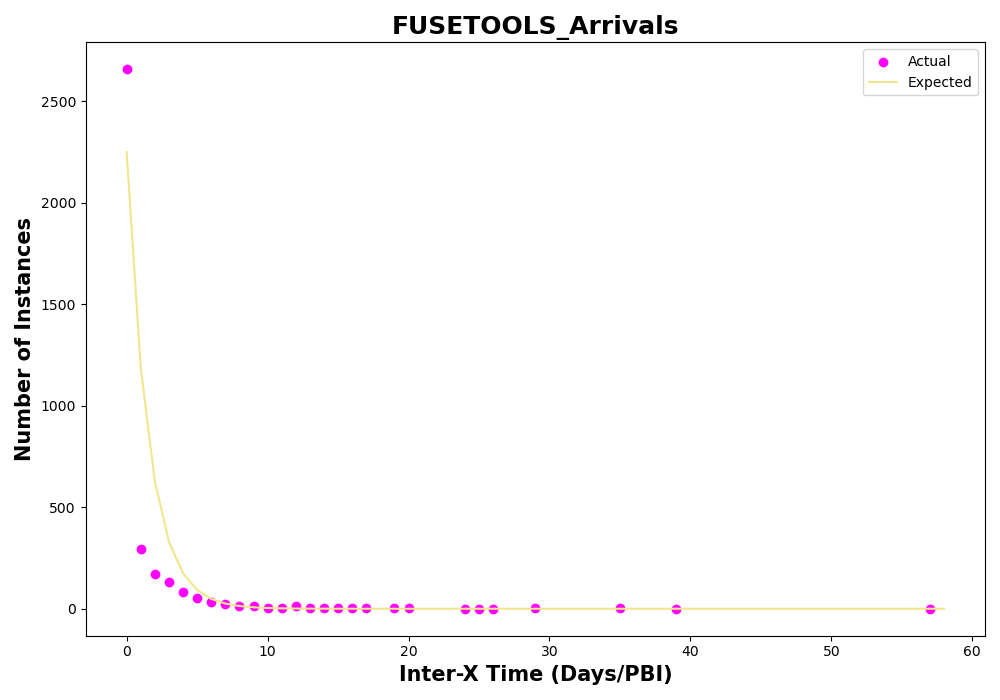 FUSETOOLS_Arrivals
Actual
Expected
Number of Instances
2500
2000
1500
1000
500
0
0 10 20 30 40 50 60
Inter-X Time (Days/PBI)